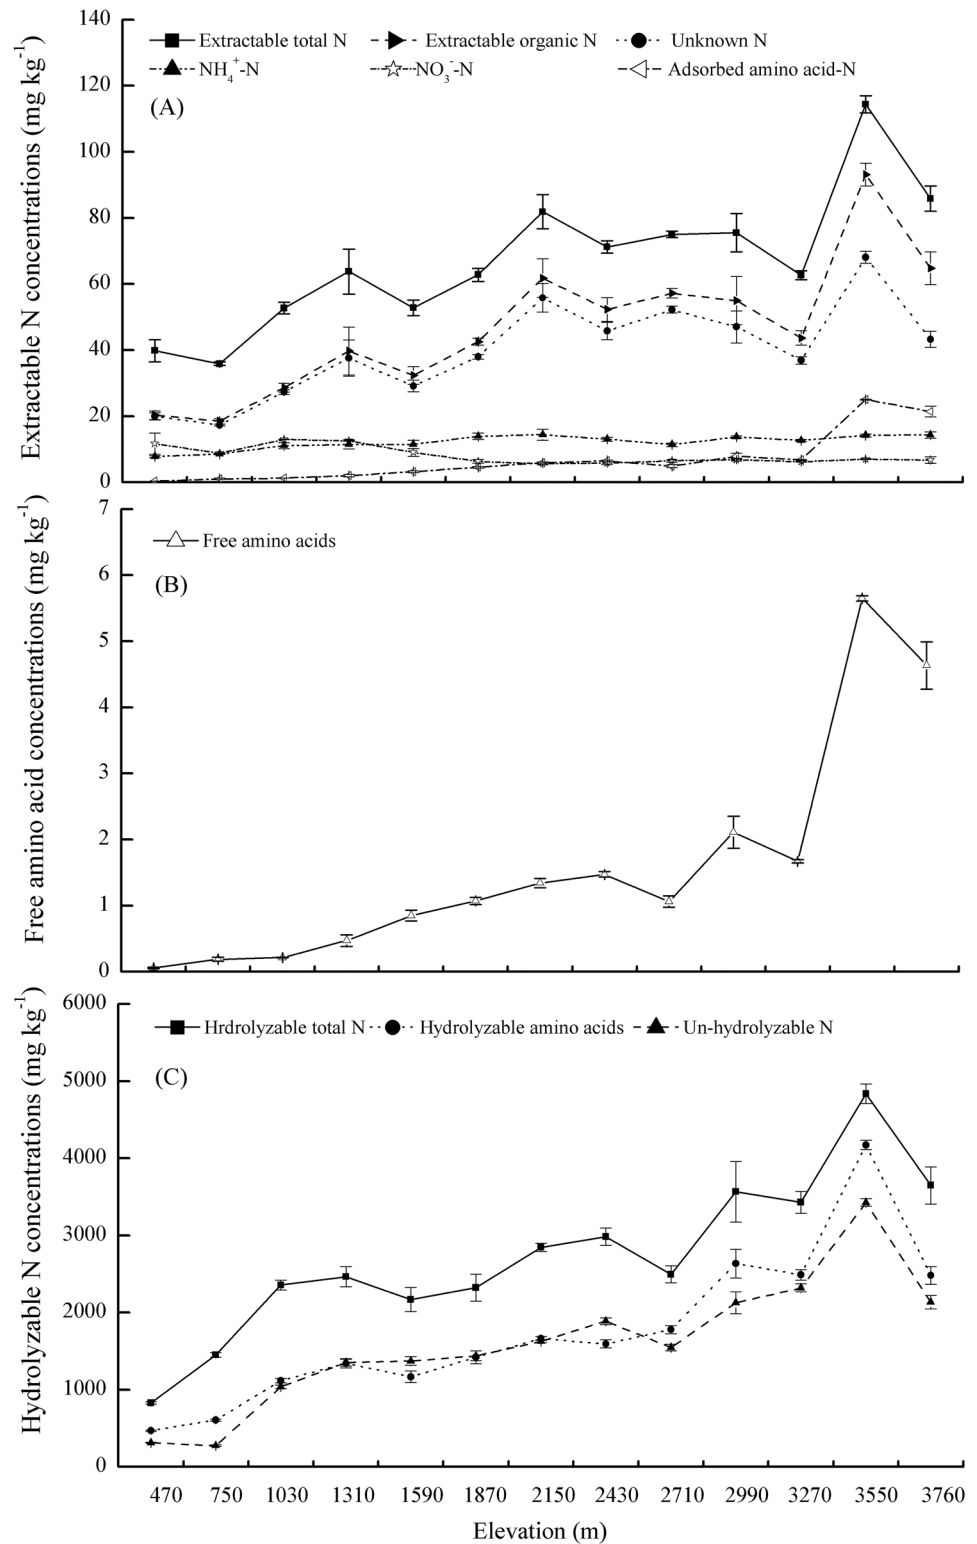 Extractable N concentrations (mg kg⁻¹)
140
120
100
80
60
40
20
0
Extractable total N
Extractable organic N
Unknown N
NH₄⁺-N
NO₃⁻-N
Adsorbed amino acid-N
(A)
Free amino acid concentrations (mg kg⁻¹)
7
6
5
4
3
2
1
0
Free amino acids
(B)
Hydrolyzable N concentrations (mg kg⁻¹)
6000
5000
4000
3000
2000
1000
0
Hrdrolyzable total N
Hydrolyzable amino acids
Un-hydrolyzable N
(C)
470 750 1030 1310 1590 1870 2150 2430 2710 2990 3270 3550 3760
Elevation (m)